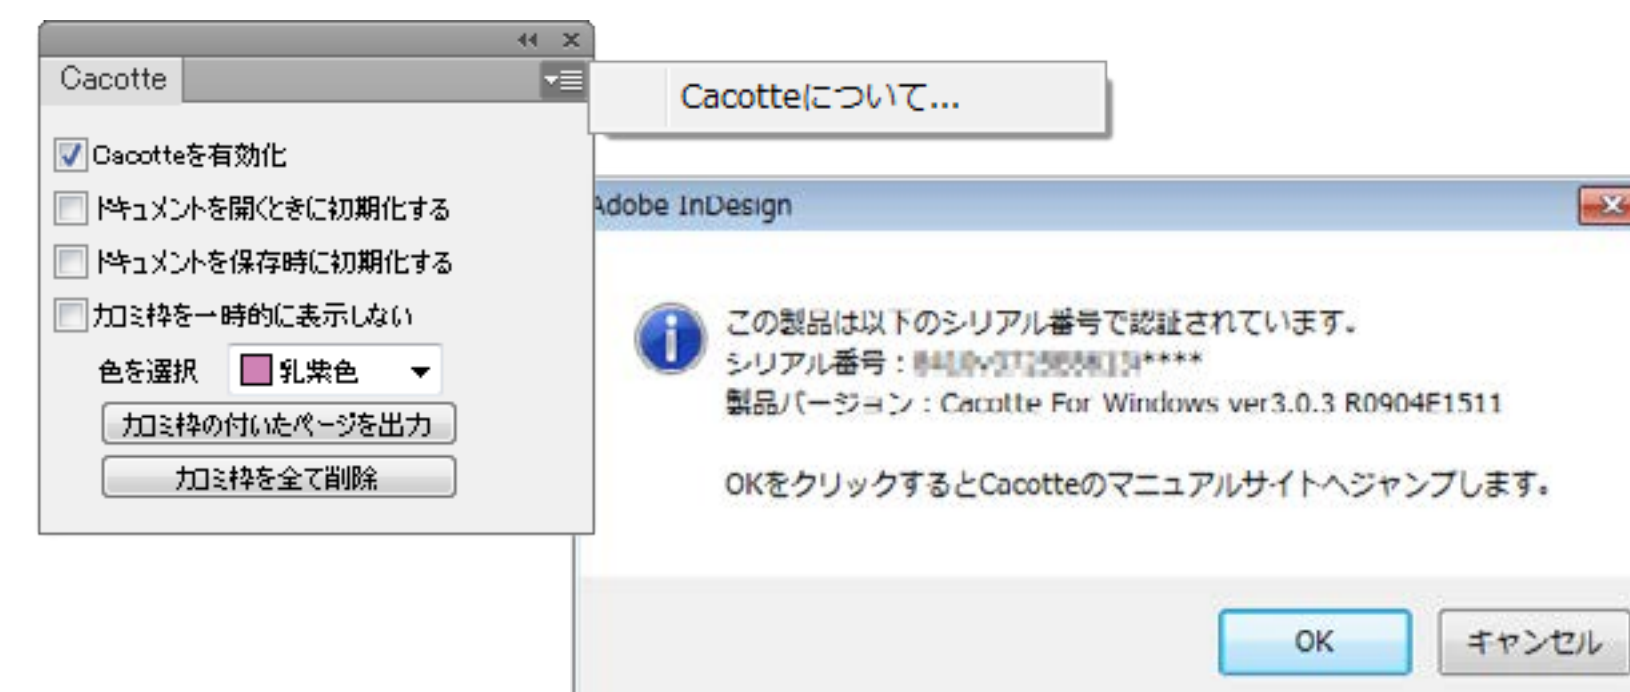 Cacotte
Cacotteについて...
Cacotteを有効化
ドキュメントを開くときに初期化する
ドキュメントを保存時に初期化する
カコミ枠を一時的に表示しない
色を選択 乳紫色
カコミ枠の付いたページを出力
カコミ枠を全て削除
Adobe InDesign
この製品は以下のシリアル番号で認証されています。
シリアル番号：****
製品バージョン：Cacotte For Windows ver3.0.3 R0904E1511
OKをクリックするとCacotteのマニュアルサイトへジャンプします。
OK
キャンセル